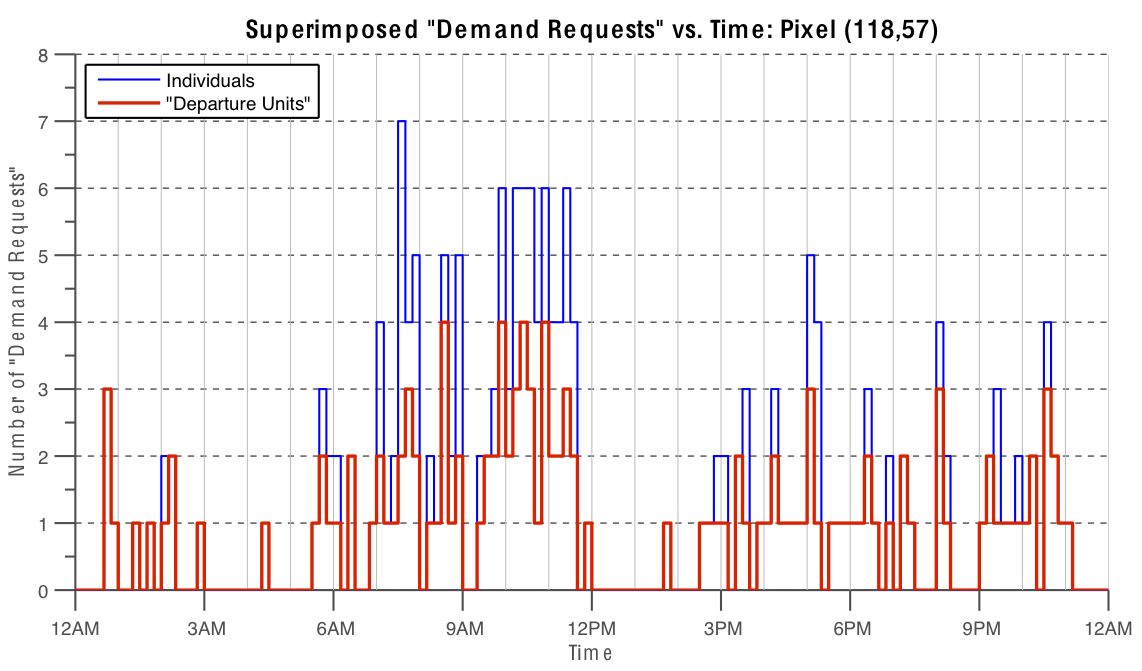 Superimposed "Demand Requests" vs. Time: Pixel (118,57)
Individuals
"Departure Units"
Number of "Demand Requests"
8
7
6
5
4
3
2
1
0
12AM 3AM 6AM 9AM 12PM 3PM 6PM 9PM 12AM
Time